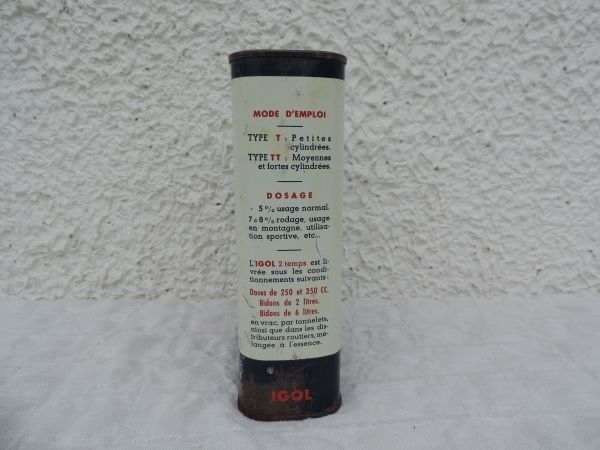 MODE D'EMPLOI
TYPE T : Petites
cylindrées.
TYPE TT : Moyennes
et fortes cylindrées.
DOSAGE
5 % usage normal.
7 à 8 % rodage, usage
en montagne, utilisa-
tion sportive, etc...
L'IGOL 2 temps est li-
vrée sous les condi-
tionnements suivants :
Doses de 250 et 350 CC.
Bidons de 2 litres.
Bidons de 6 litres.
en vrac, par tonnelets,
ainsi que dans les dis-
tributeurs routiers, mé-
langée à l'essence.
IGOL